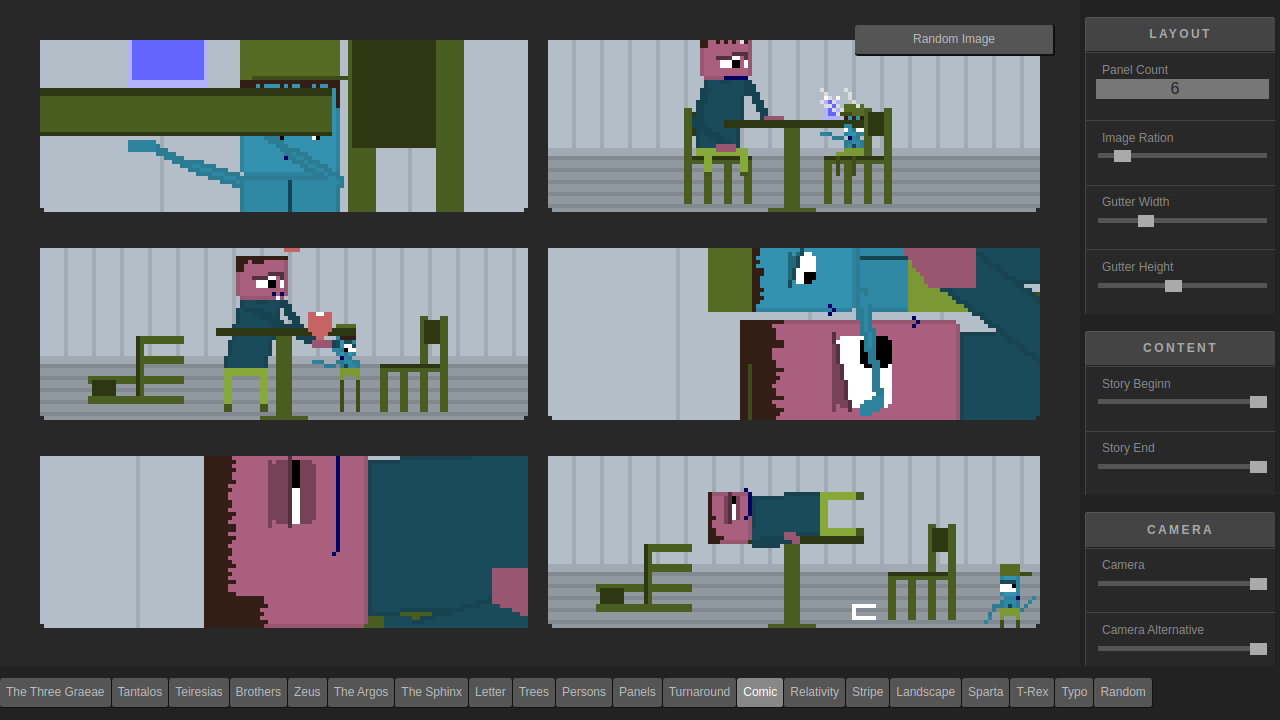 Random Image
LAYOUT
Panel Count
6
Image Ration
Gutter Width
Gutter Height
CONTENT
Story Beginn
Story End
CAMERA
Camera
Camera Alternative
The Three Graeae Tantalos Teiresias Brothers Zeus The Argos The Sphinx Letter Trees Persons Panels Turnaround Comic Relativity Stripe Landscape Sparta T-Rex Typo Random